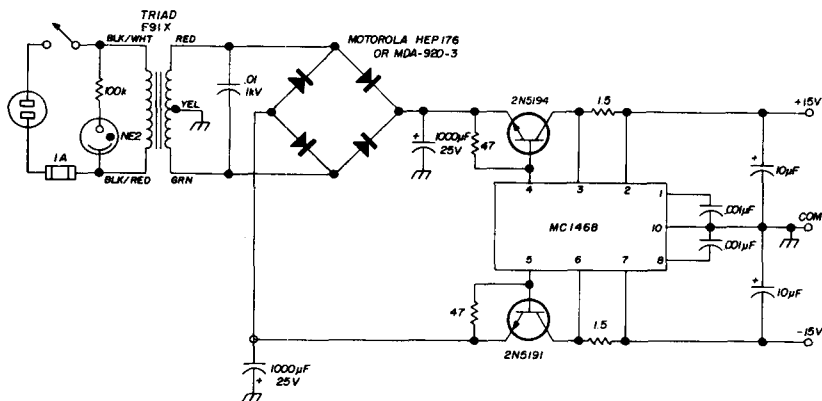 TRIAD
F91X
BLK/WHT
RED
MOTOROLA HEP 176
OR MDA-920-3
100k
.01
1kV
YEL
NE2
1A
BLK/RED
GRN
1000µF
25V
47
2N5194
1.5
+15V
4
3
2
1
10
MC1468
5
6
7
8
.001µF
.001µF
+
10µF
COM
+
10µF
+
47
2N5191
1.5
-15V
1000µF
25V
+